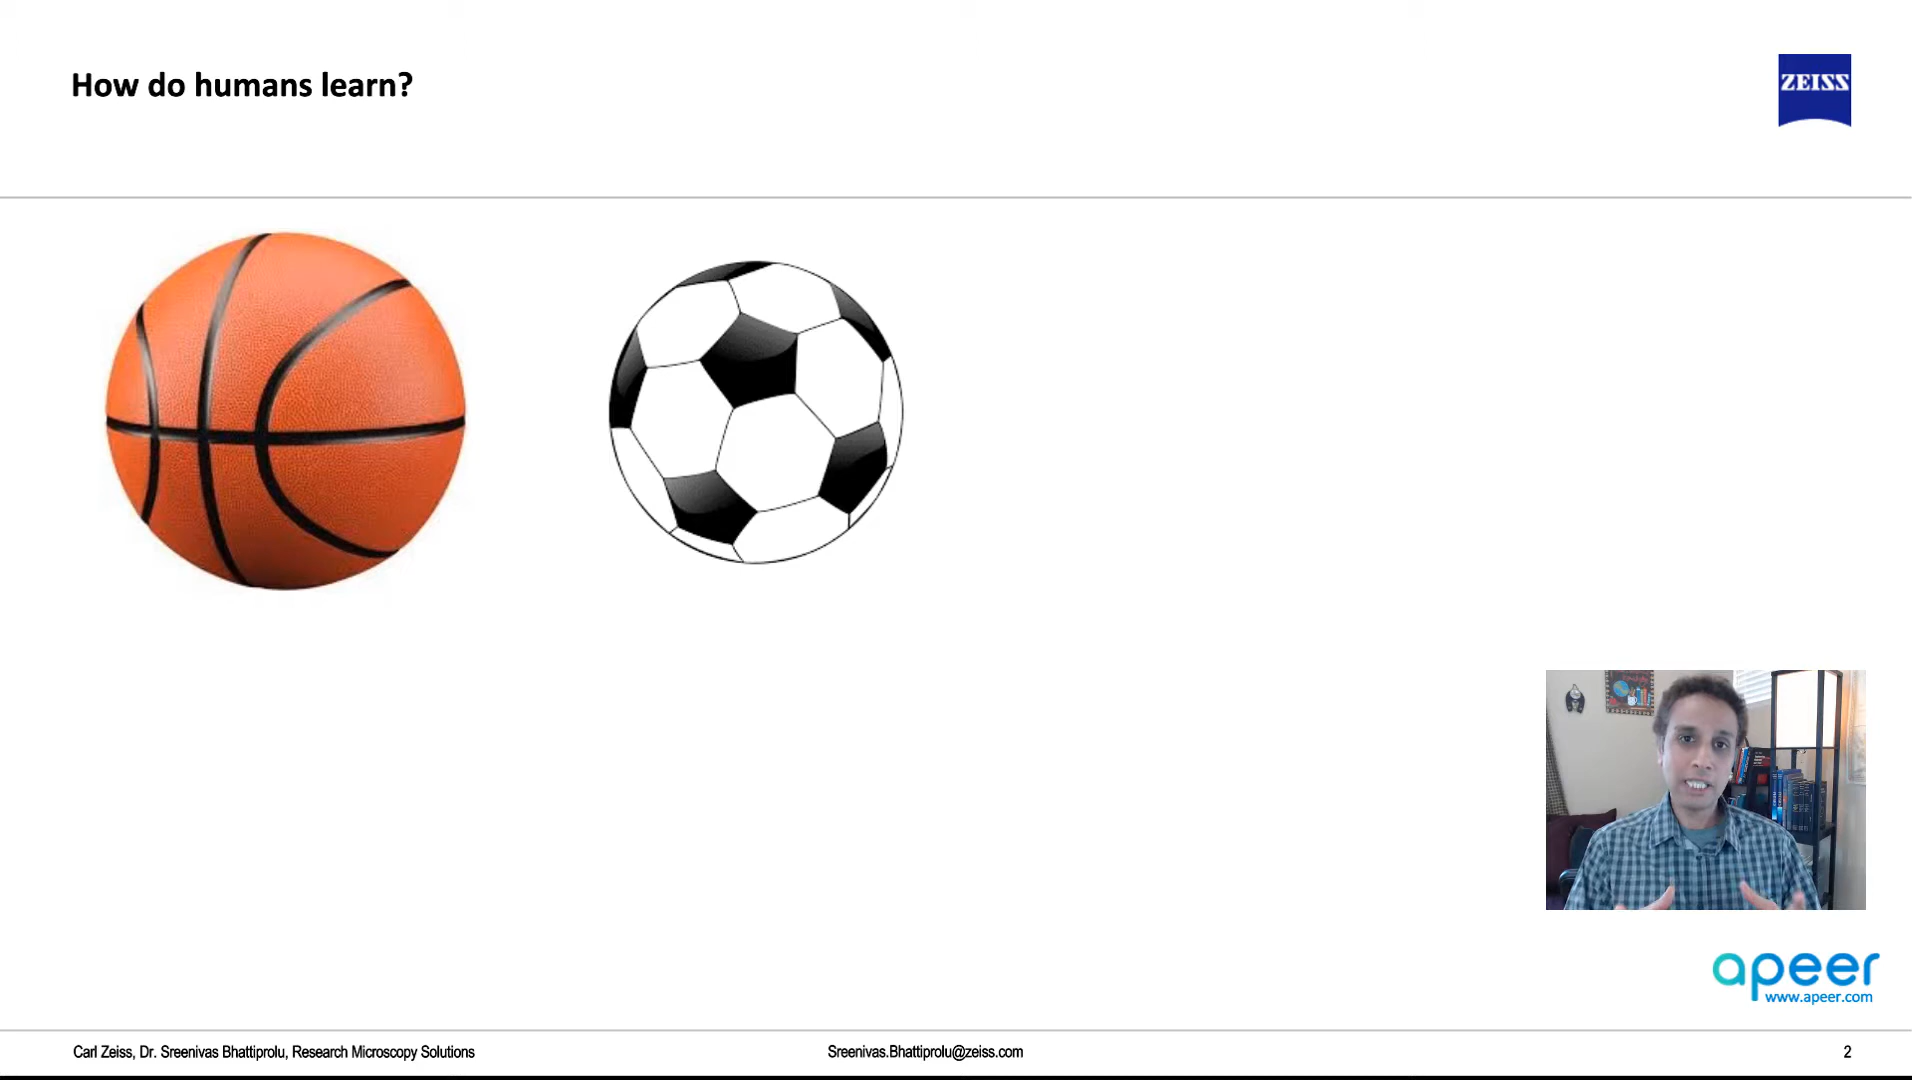 How do humans learn?
ZEISS
apeer
www.apeer.com
Carl Zeiss, Dr. Sreenivas Bhattiprolu, Research Microscopy Solutions
Sreenivas.Bhattiprolu@zeiss.com
2